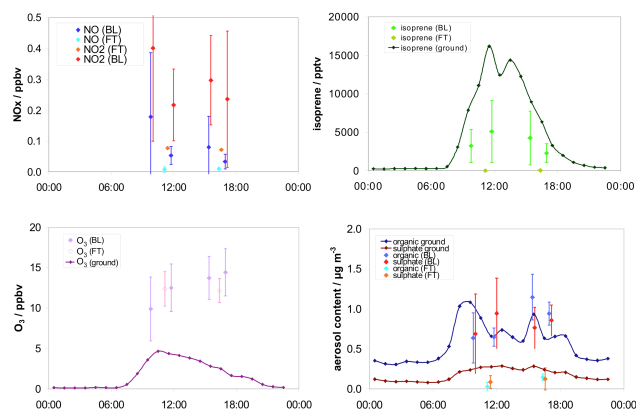 0.5
0.4
0.3
0.2
0.1
0.0
NOx / ppbv
NO (BL)
NO (FT)
NO2 (FT)
NO2 (BL)
00:00 06:00 12:00 18:00 00:00
20000
15000
10000
5000
0
isoprene / pptv
isoprene (BL)
isoprene (FT)
isoprene (ground)
00:00 06:00 12:00 18:00 00:00
20
15
10
5
0
O3 / ppbv
O3 (BL)
O3 (FT)
O3 (ground)
00:00 06:00 12:00 18:00 00:00
2.0
1.5
1.0
0.5
0.0
aerosol content / µg m-3
organic ground
sulphate ground
organic (BL)
sulphate (BL)
organic (FT)
sulphate (FT)
00:00 06:00 12:00 18:00 00:00